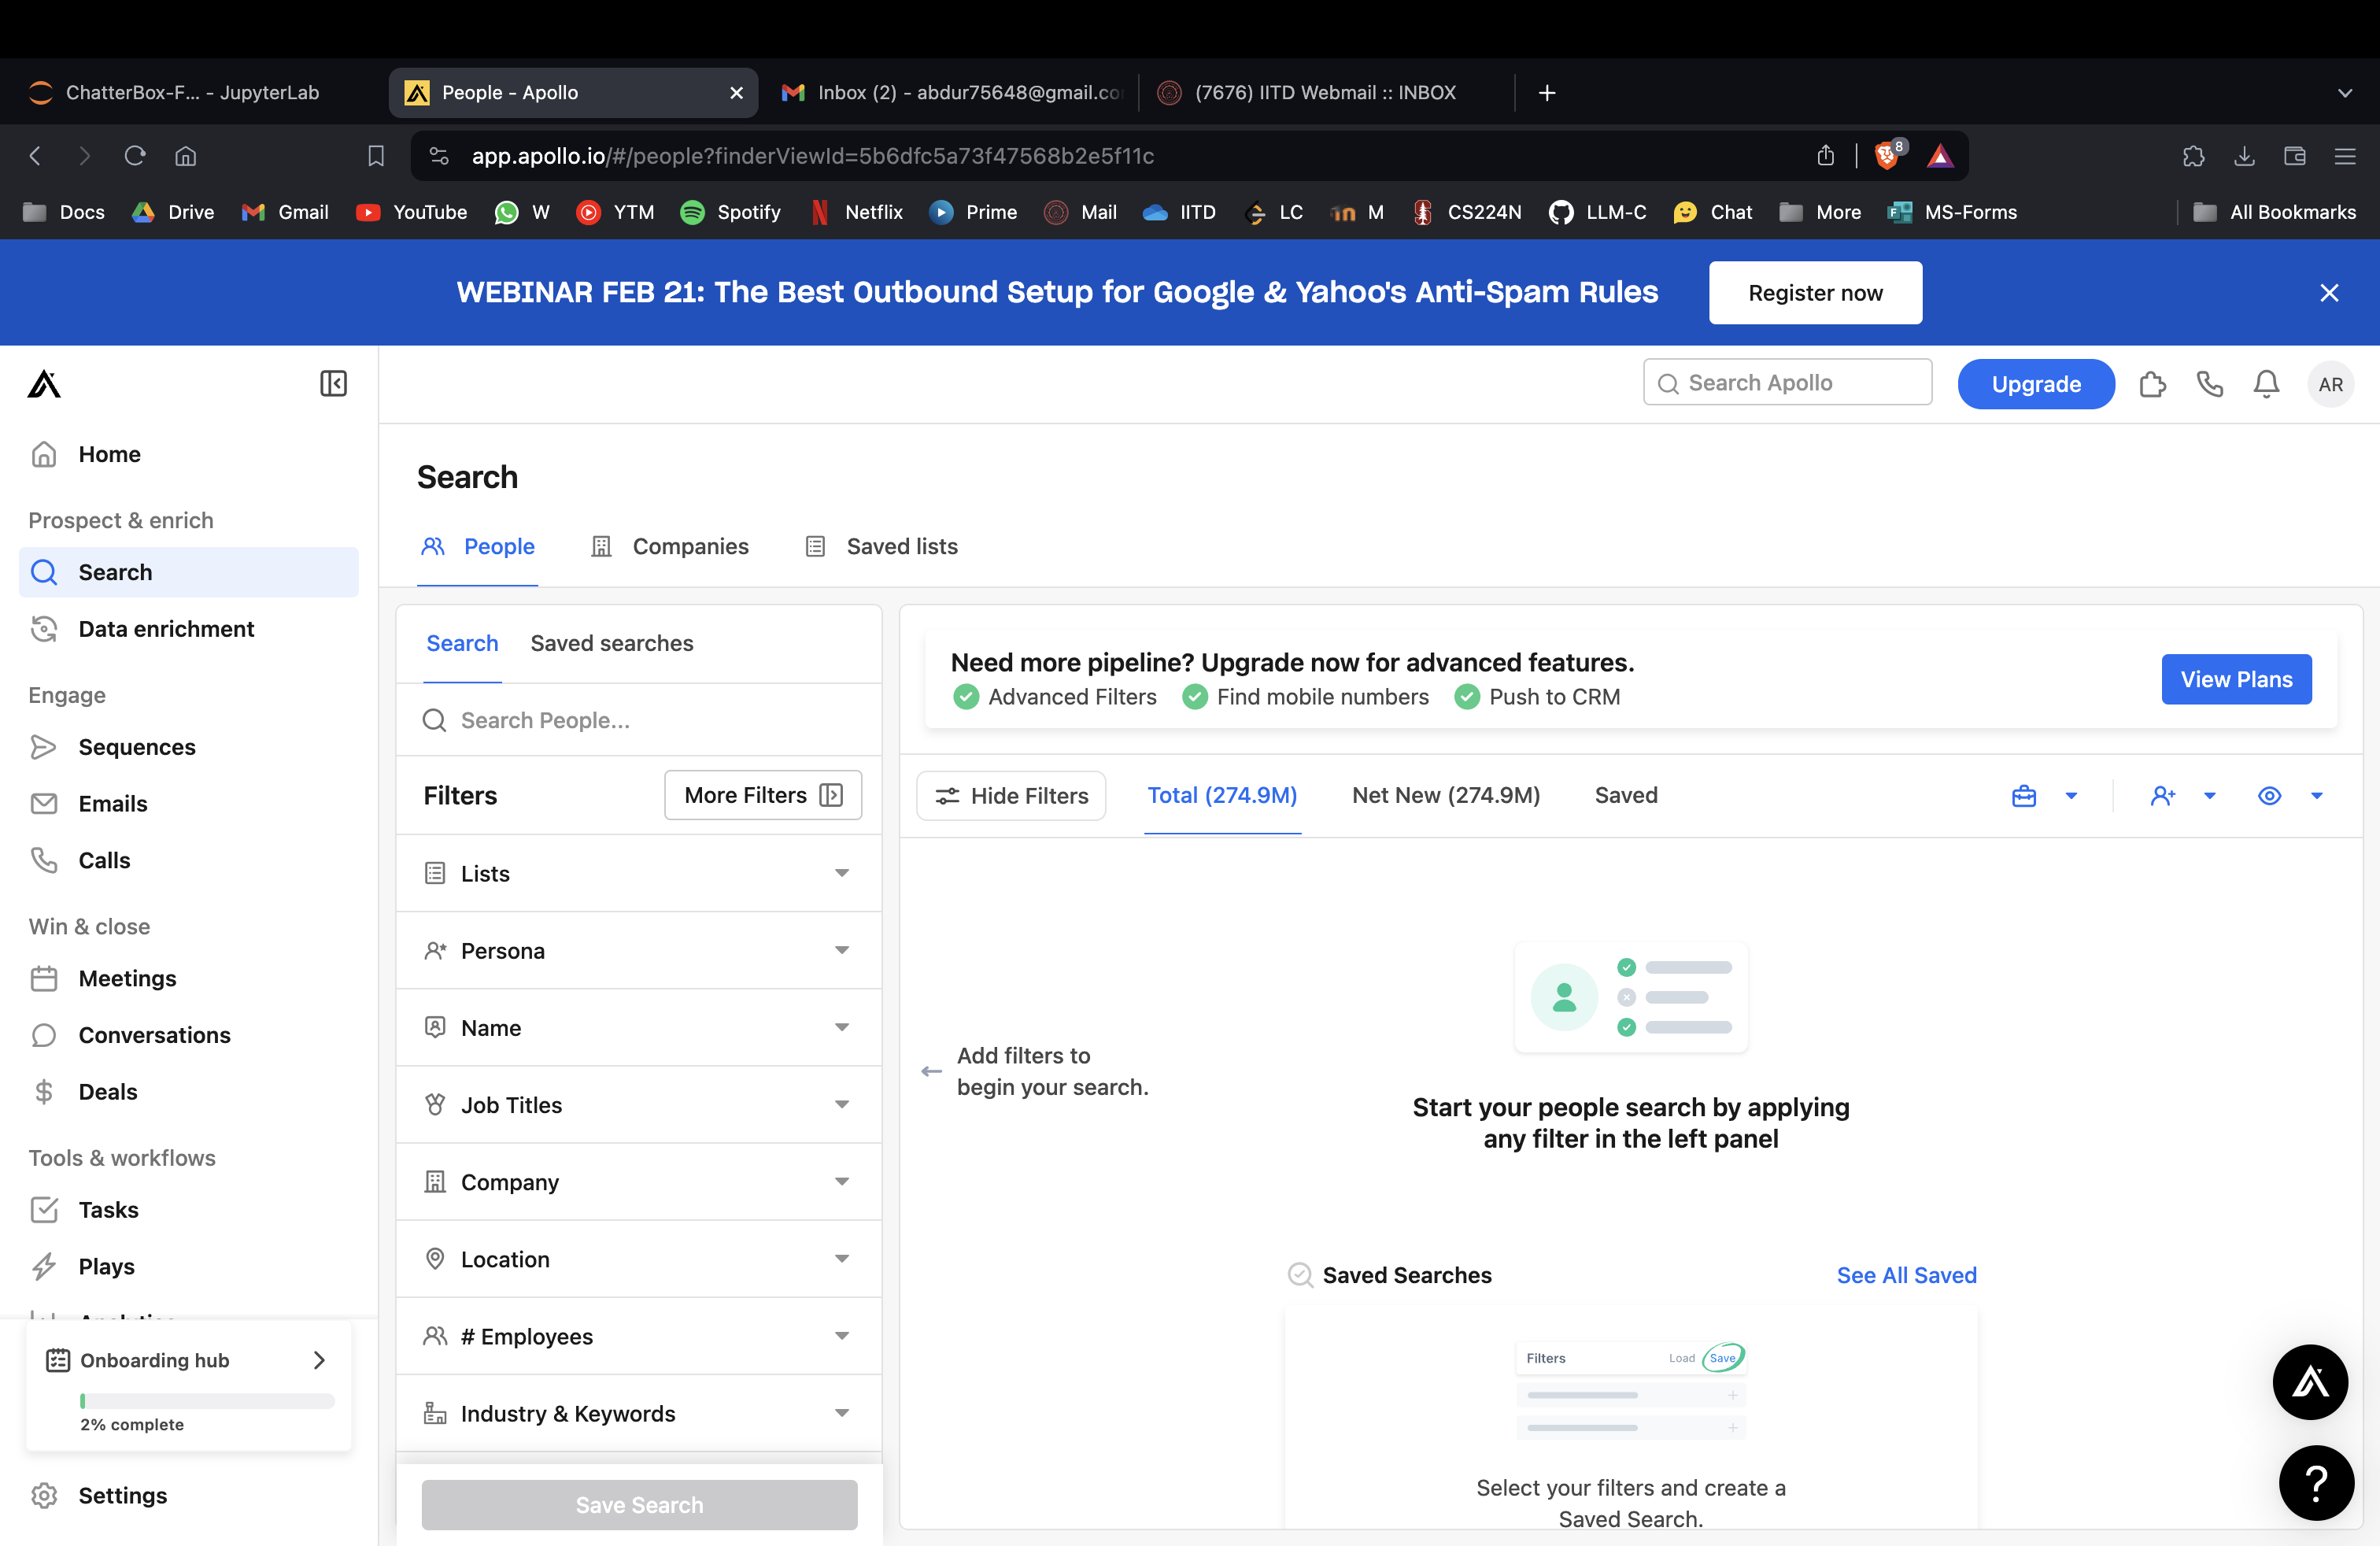 ChatterBox-F... - JupyterLab
People - Apollo
Inbox (2) - abdur75648@gmail.co
(7676) IITD Webmail :: INBOX
app.apollo.io/#/people?finderViewId=5b6dfc5a73f47568b2e5f11c
8
Docs Drive Gmail YouTube W YTM Spotify Netflix Prime Mail IITD LC M CS224N LLM-C Chat More MS-Forms All Bookmarks
WEBINAR FEB 21: The Best Outbound Setup for Google & Yahoo's Anti-Spam Rules
Register now
Search Apollo
Upgrade
AR
Home
Prospect & enrich
Search
Data enrichment
Engage
Sequences
Emails
Calls
Win & close
Meetings
Conversations
Deals
Tools & workflows
Tasks
Plays
Onboarding hub
2% complete
Settings
Search
People Companies Saved lists
Search Saved searches
Search People...
Filters
More Filters
Lists
Persona
Name
Job Titles
Company
Location
# Employees
Industry & Keywords
Save Search
Need more pipeline? Upgrade now for advanced features.
Advanced Filters Find mobile numbers Push to CRM
View Plans
Hide Filters
Total (274.9M)
Net New (274.9M)
Saved
Add filters to
begin your search.
Start your people search by applying
any filter in the left panel
Saved Searches
See All Saved
Filters Load Save
Select your filters and create a
Saved Search.